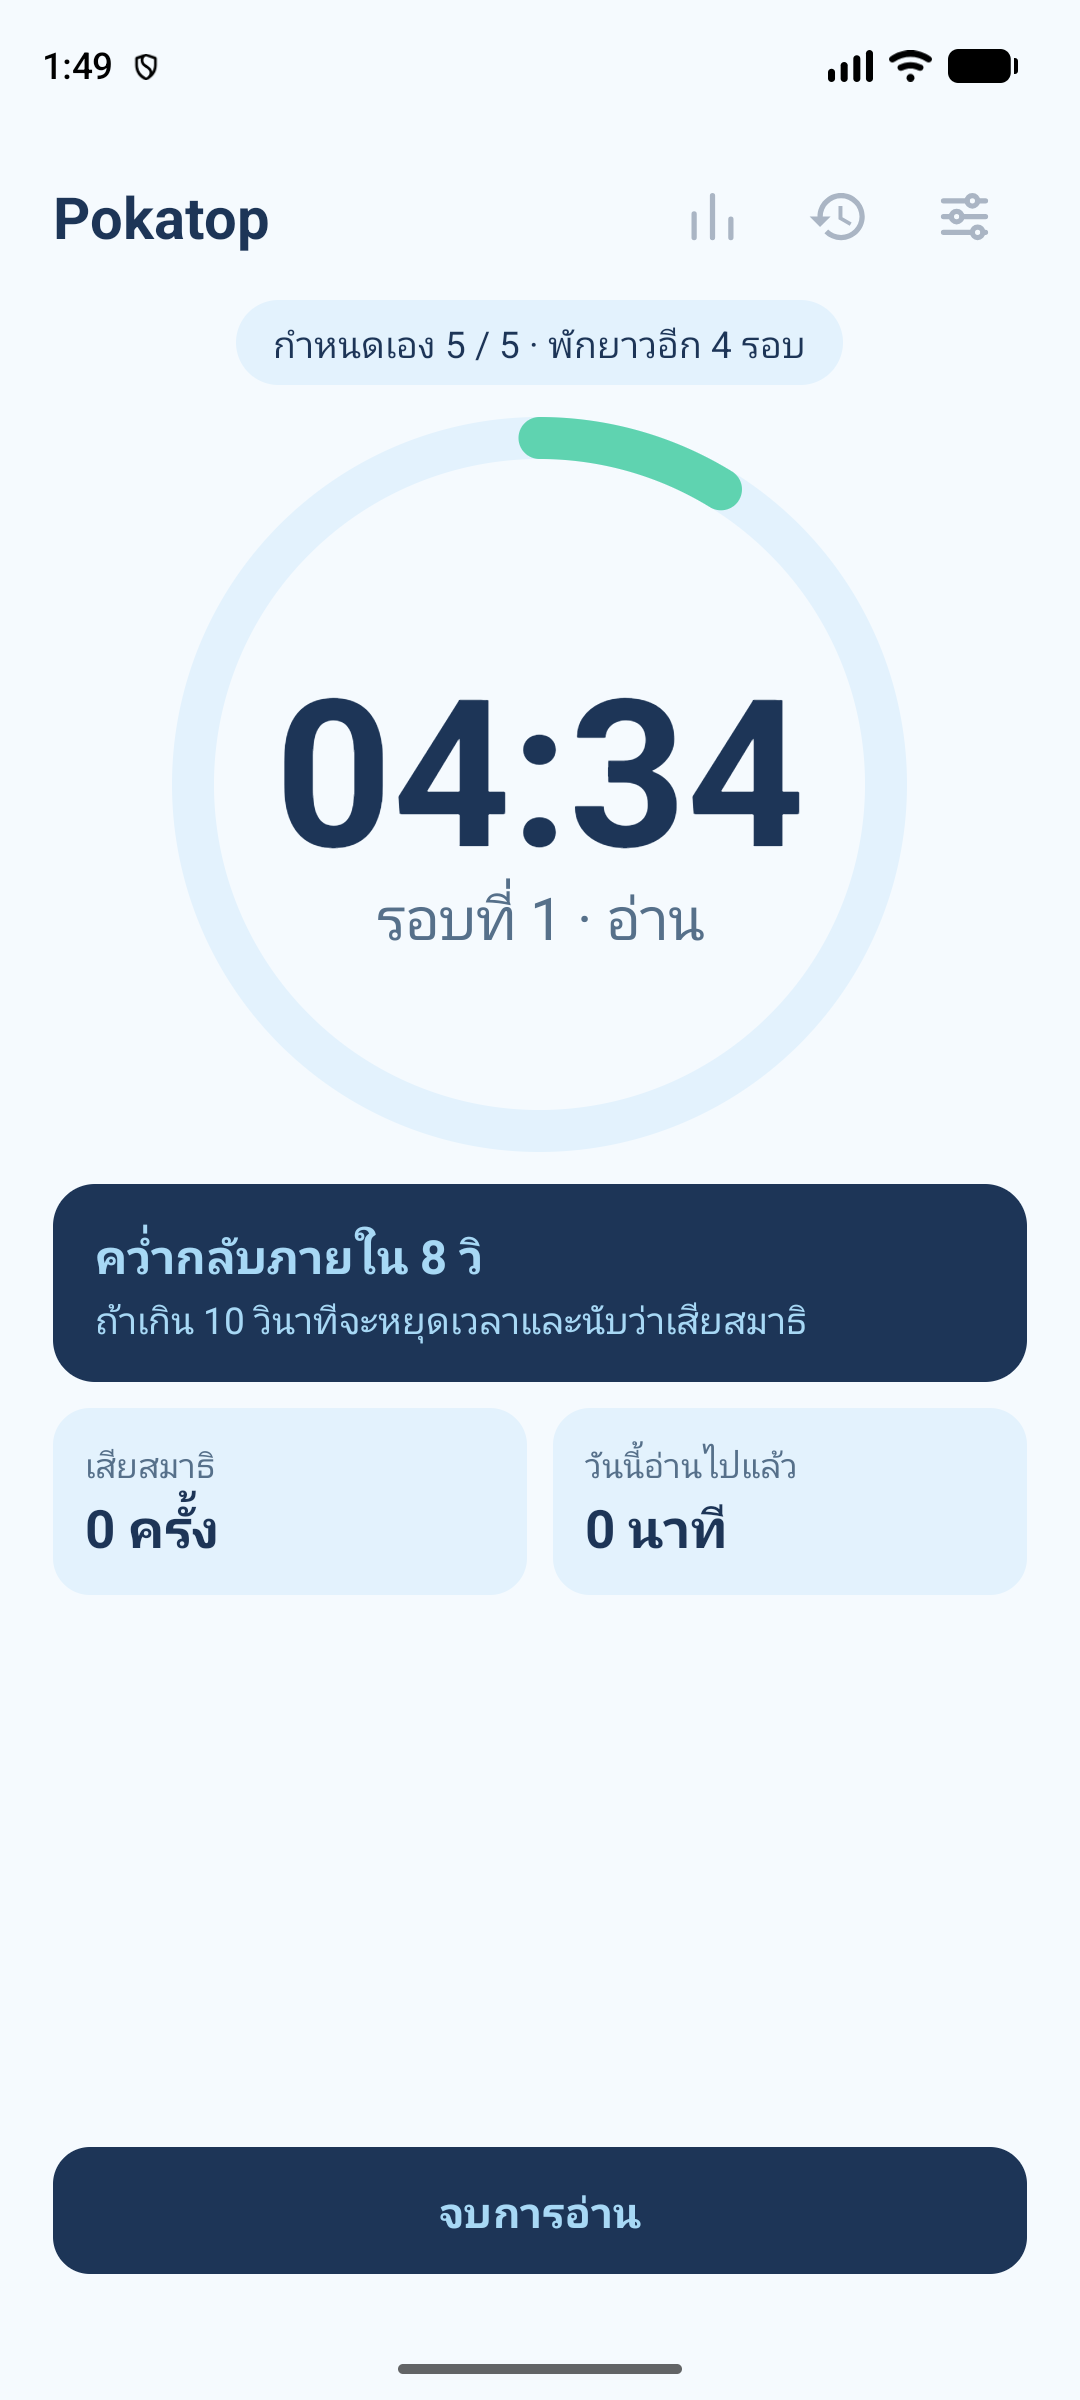 1:49
Pokatop
กำหนดเอง 5 / 5 · พักยาวอีก 4 รอบ
04:34
รอบที่ 1 · อ่าน
คว่ำกลับภายใน 8 วิ
ถ้าเกิน 10 วินาทีจะหยุดเวลาและนับว่าเสียสมาธิ
เสียสมาธิ
0 ครั้ง
วันนี้อ่านไปแล้ว
0 นาที
จบการอ่าน